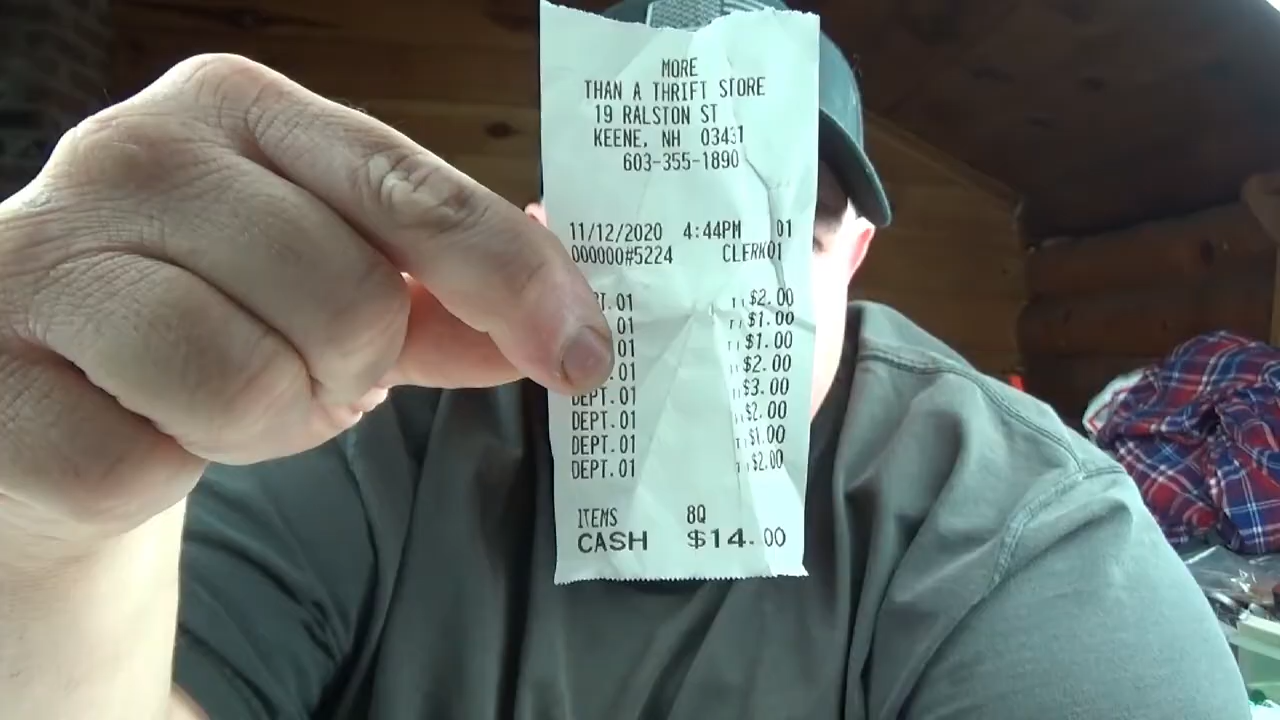 MORE
THAN A THRIFT STORE
19 RALSTON ST
KEENE, NH 03431
603-355-1890
11/12/2020 4:44PM 01
000000#5224 CLERK01
PT.01 $2.00
01 $1.00
01 $1.00
.01 $2.00
DEPT.01 $3.00
DEPT.01 $2.00
DEPT.01 $1.00
DEPT.01 $2.00
ITEMS 8Q
CASH $14.00